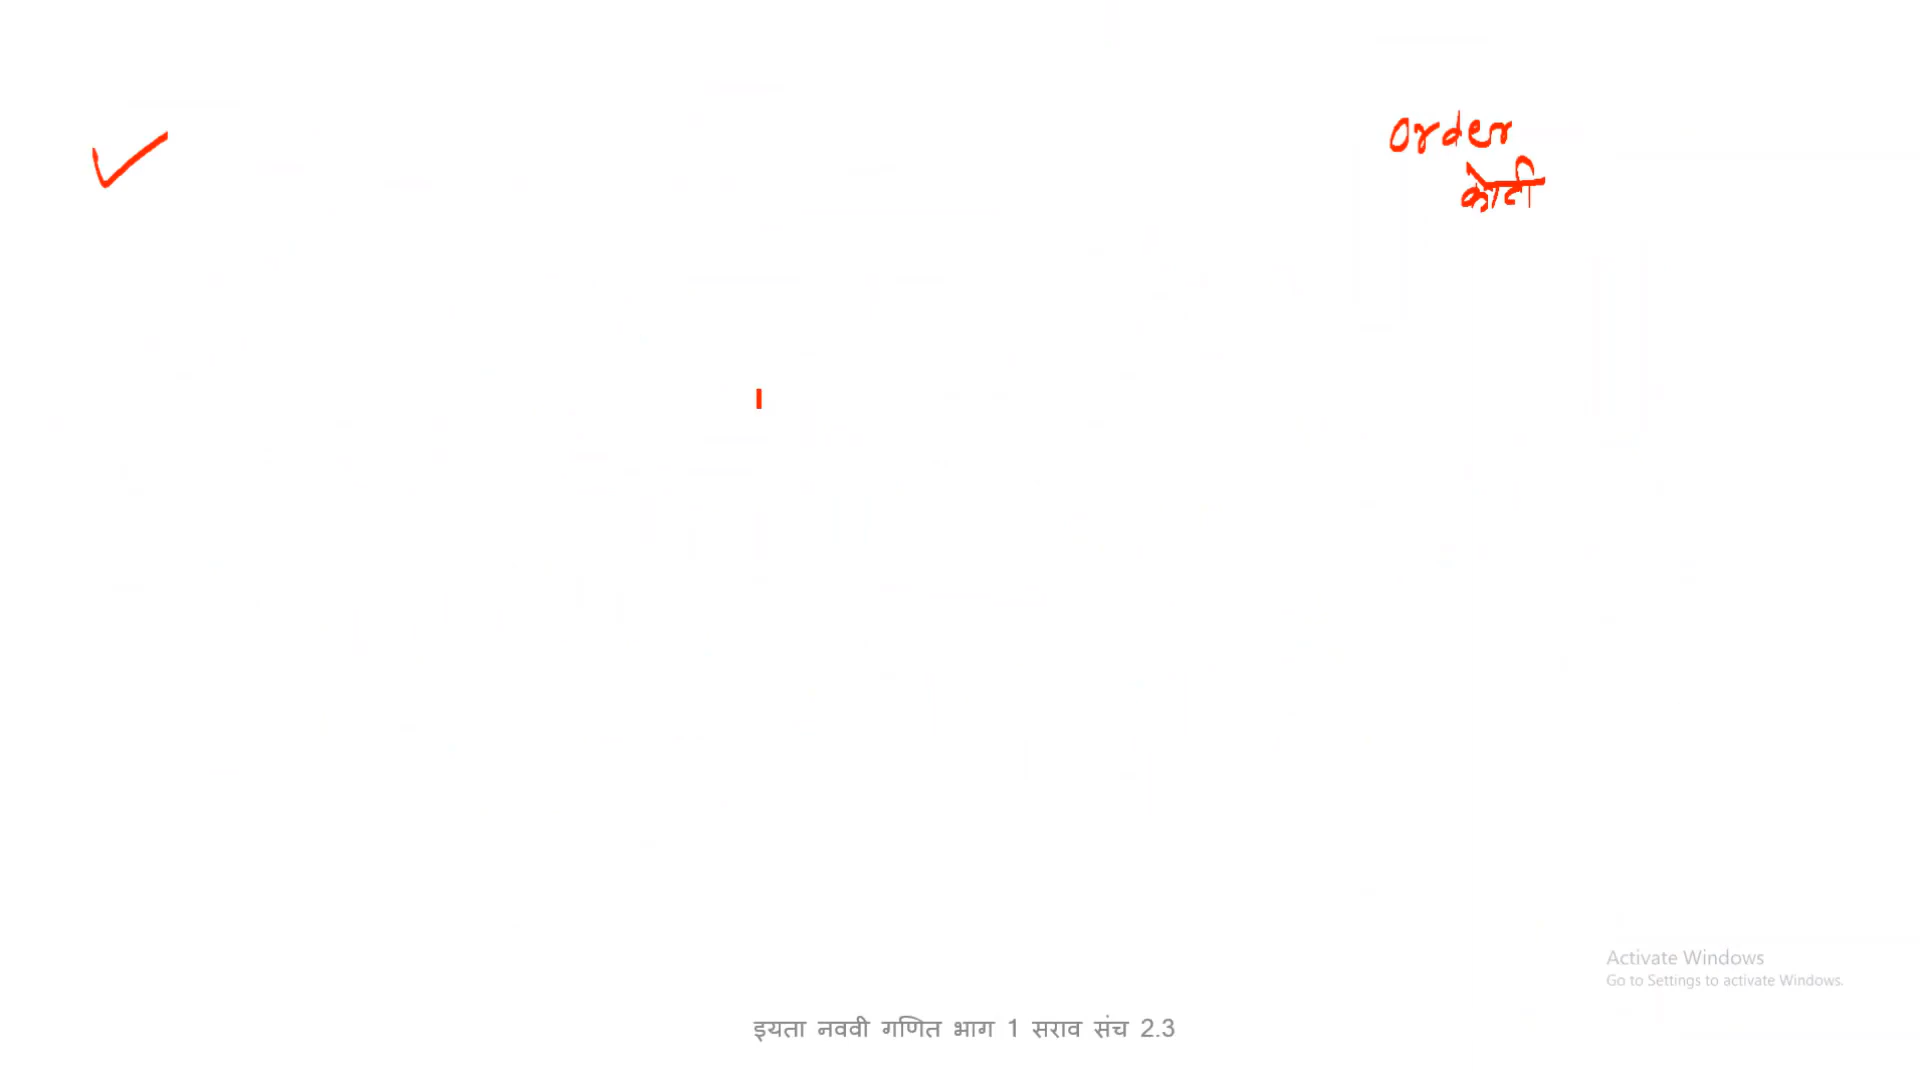 Order
कोटी
Activate Windows
Go to Settings to activate Windows.
इयता नववी गणित भाग 1 सराव संच 2.3